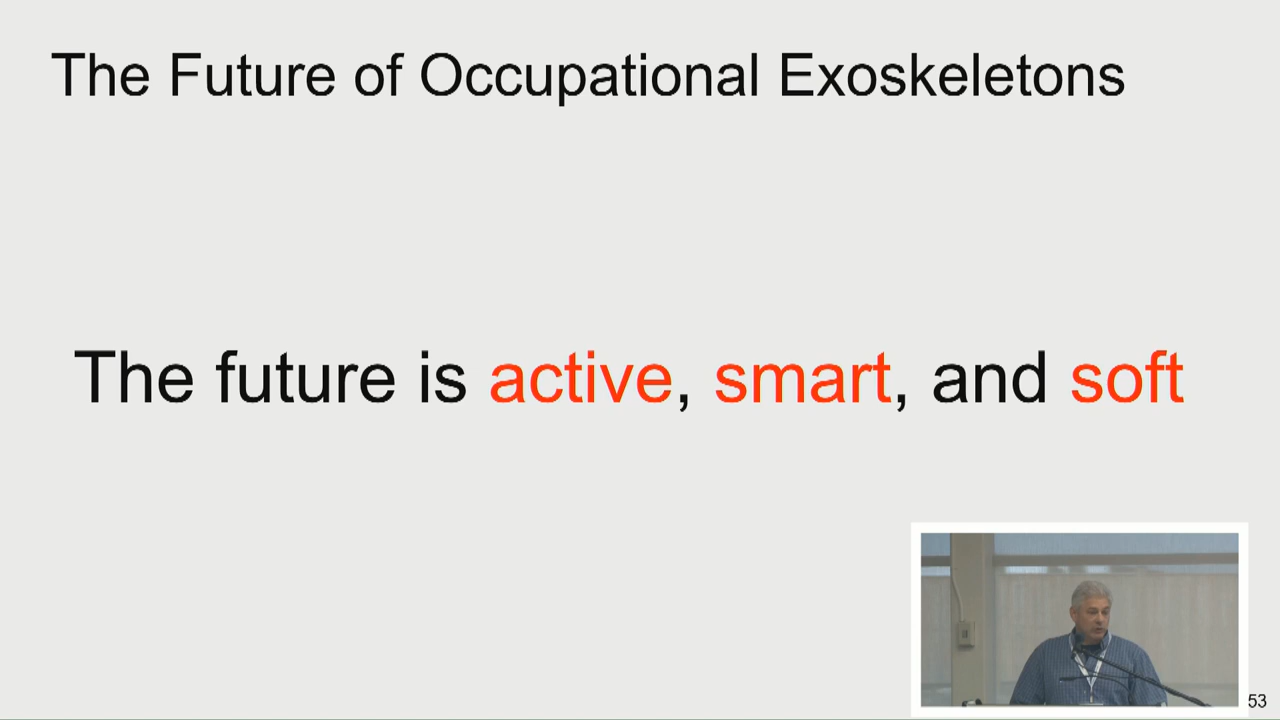 The Future of Occupational Exoskeletons
The future is active, smart, and soft
53